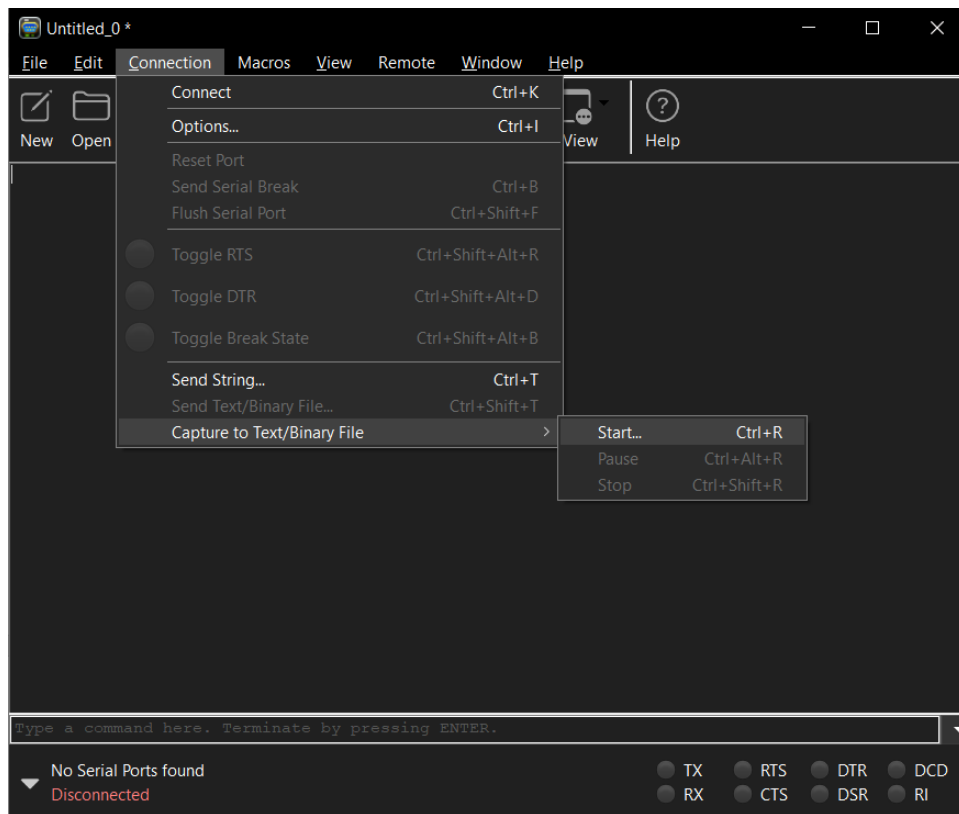 Untitled_0 *
File Edit Connection Macros View Remote Window Help
New Open View Help
Connect Ctrl+K
Options... Ctrl+I
Reset Port
Send Serial Break Ctrl+B
Flush Serial Port Ctrl+Shift+F
Toggle RTS Ctrl+Shift+Alt+R
Toggle DTR Ctrl+Shift+Alt+D
Toggle Break State Ctrl+Shift+Alt+B
Send String... Ctrl+T
Send Text/Binary File... Ctrl+Shift+T
Capture to Text/Binary File >
Start... Ctrl+R
Pause Ctrl+Alt+R
Stop Ctrl+Shift+R
Type a command here. Terminate by pressing ENTER.
No Serial Ports found
Disconnected
TX RTS DTR DCD
RX CTS DSR RI